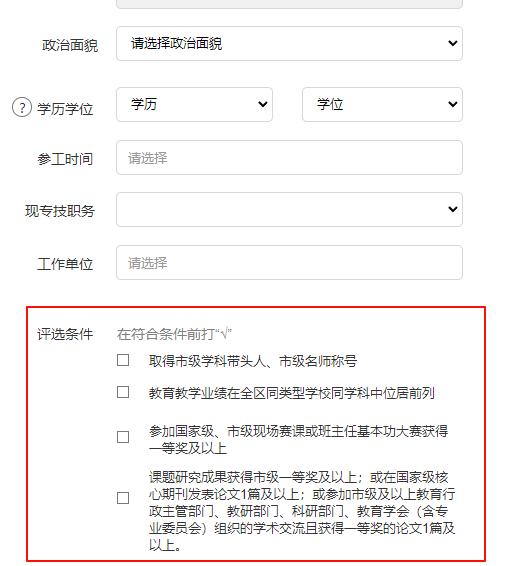 政治面貌 请选择政治面貌
? 学历学位 学历 学位
参工时间 请选择
现专技职务
工作单位 请选择
评选条件 在符合条件前打“√”
取得市级学科带头人、市级名师称号
教育教学业绩在全区同类型学校同学科中位居前列
参加国家级、市级现场赛课或班主任基本功大赛获得
一等奖及以上
课题研究成果获得市级一等奖及以上；或在国家级核
心期刊发表论文1篇及以上；或参加市级及以上教育行
政主管部门、教研部门、科研部门、教育学会（含专
业委员会）组织的学术交流且获得一等奖的论文1篇及
以上。